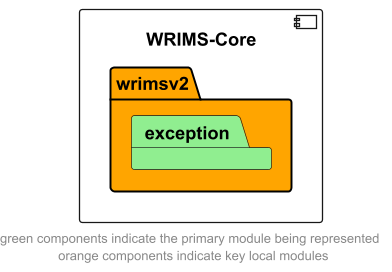 WRIMS-Core
wrimsv2
exception
green components indicate the primary module being represented
orange components indicate key local modules